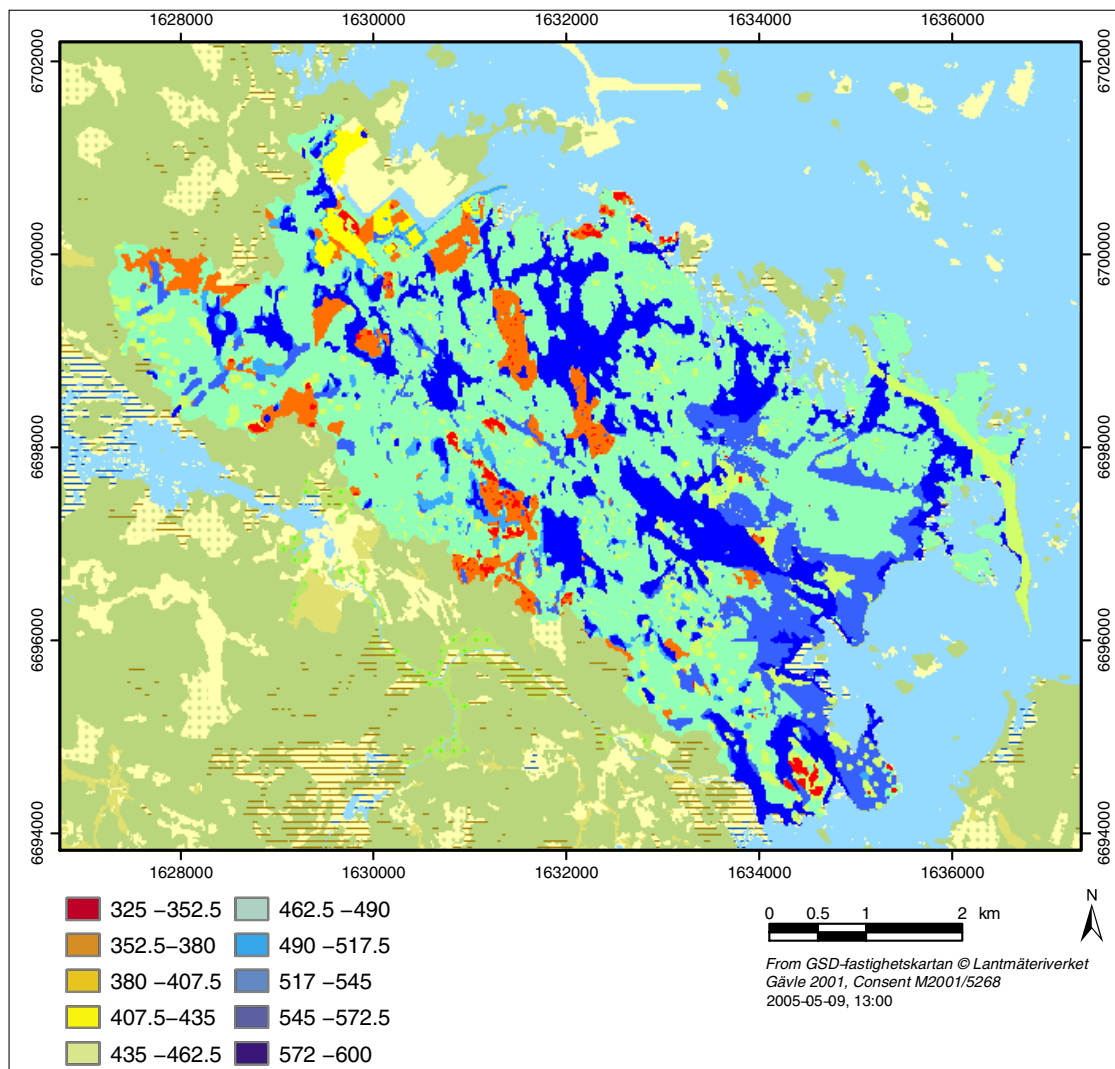 1628000 1630000 1632000 1634000 1636000
6702000 6702000
6700000 6700000
6698000 6698000
6696000 6696000
6694000 6694000
1628000 1630000 1632000 1634000 1636000
325 –352.5 462.5 –490
352.5–380 490 –517.5
380 –407.5 517 –545
407.5–435 545 –572.5
435 –462.5 572 –600
0 0.5 1 2 km
N
From GSD-fastighetskartan © Lantmäteriverket
Gävle 2001, Consent M2001/5268
2005-05-09, 13:00